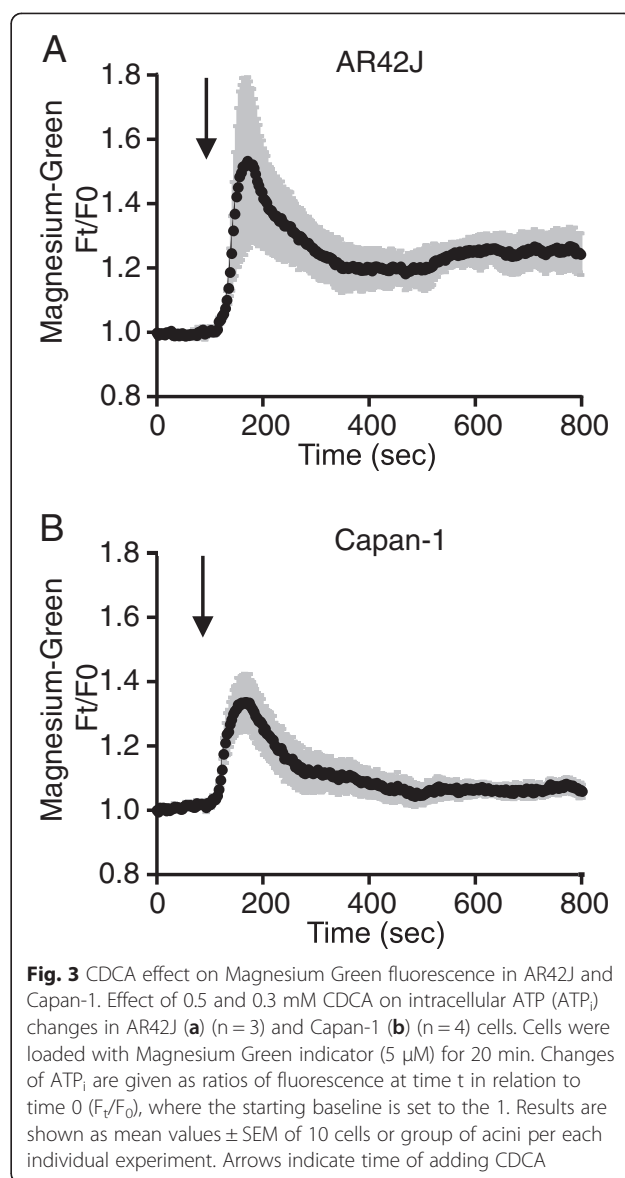 A
AR42J
Magnesium-Green
Ft/F0
1.8
1.6
1.4
1.2
1.0
0.8
0 200 400 600 800
Time (sec)
B
Capan-1
Magnesium-Green
Ft/F0
1.8
1.6
1.4
1.2
1.0
0.8
0 200 400 600 800
Time (sec)
Fig. 3 CDCA effect on Magnesium Green fluorescence in AR42J and
Capan-1. Effect of 0.5 and 0.3 mM CDCA on intracellular ATP (ATPi)
changes in AR42J (a) (n = 3) and Capan-1 (b) (n = 4) cells. Cells were
loaded with Magnesium Green indicator (5 μM) for 20 min. Changes
of ATPi are given as ratios of fluorescence at time t in relation to
time 0 (Ft/F0), where the starting baseline is set to the 1. Results are
shown as mean values ± SEM of 10 cells or group of acini per each
individual experiment. Arrows indicate time of adding CDCA